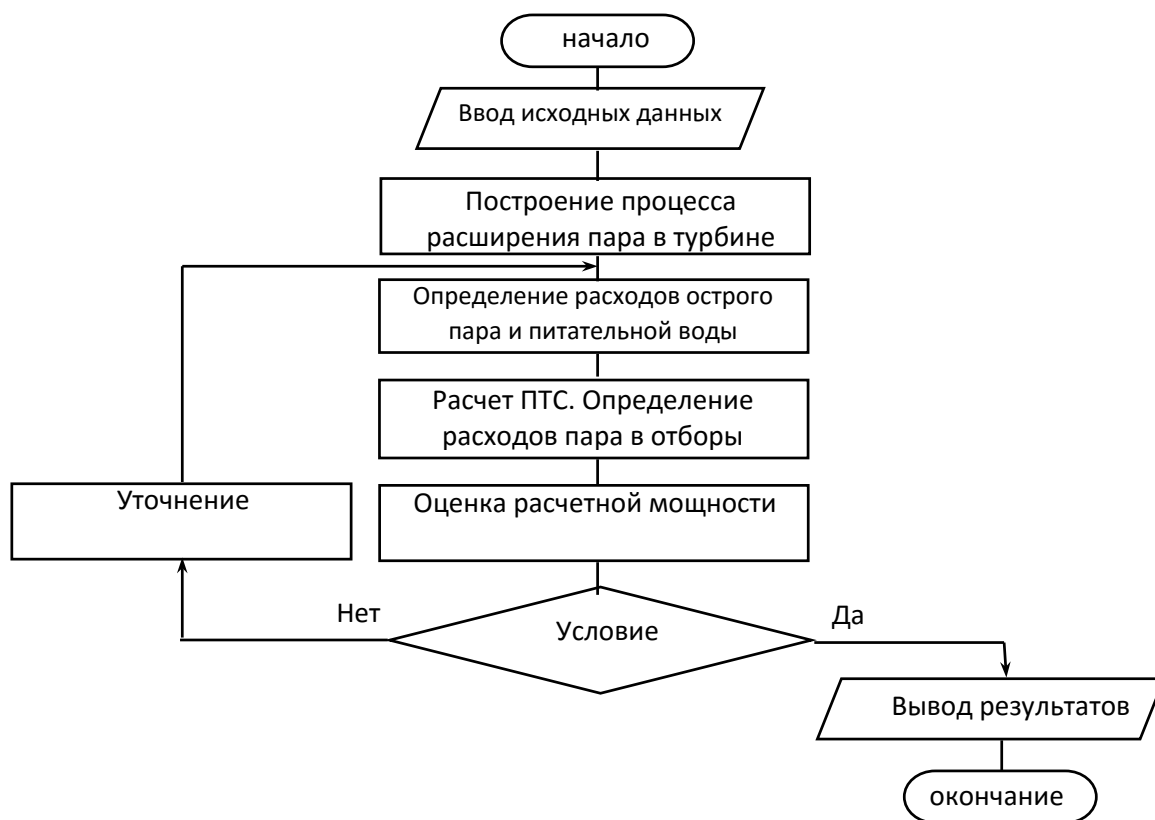 начало
Ввод исходных данных
Построение процесса
расширения пара в турбине
Определение расходов острого
пара и питательной воды
Расчет ПТС. Определение
расходов пара в отборы
Уточнение
Оценка расчетной мощности
Нет
Условие
Да
Вывод результатов
окончание